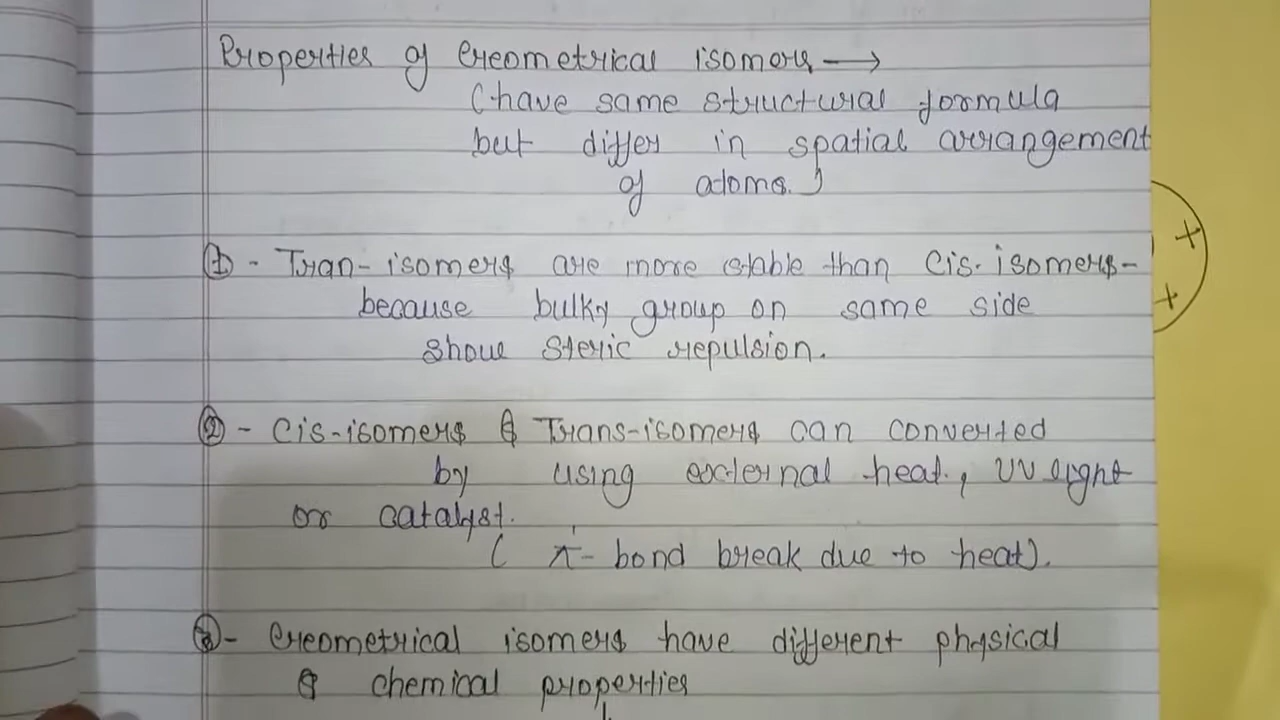 Properties of Geometrical isomers →
(have same structural formula
but differ in spatial arrangement
of atoms.)
① - Tran-isomers are more stable than Cis-isomers-
because bulky group on same side
show steric repulsion.
② - Cis-isomers & Trans-isomers can converted
by using external heat, UV light
or catalyst.
( π- bond break due to heat).
③- Geometrical isomers have different physical
& chemical properties
+
+